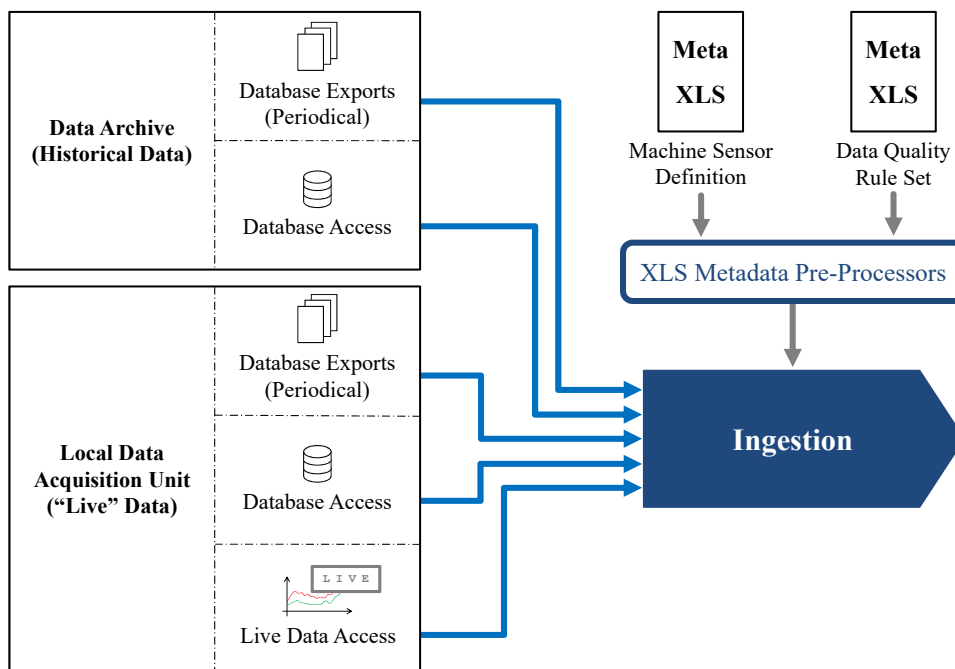 Data Archive
(Historical Data)
Database Exports
(Periodical)
Database Access
Local Data
Acquisition Unit
(“Live” Data)
Database Exports
(Periodical)
Database Access
LIVE
Live Data Access
Meta
XLS
Machine Sensor
Definition
Meta
XLS
Data Quality
Rule Set
XLS Metadata Pre-Processors
Ingestion